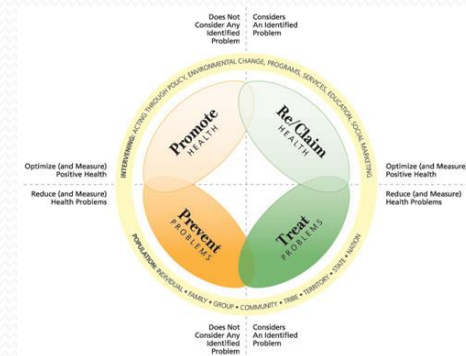 Does Not
Consider Any
Identified
Problem
Considers
An Identified
Problem
INTERVENING: ACTING THROUGH POLICY, ENVIRONMENTAL CHANGE, PROGRAMS, SERVICES, EDUCATION, SOCIAL MARKETING
Promote
HEALTH
Re/Claim
HEALTH
Optimize (and Measure)
Positive Health
Optimize (and Measure)
Positive Health
Reduce (and Measure)
Health Problems
Reduce (and Measure)
Health Problems
Prevent
PROBLEMS
Treat
PROBLEMS
POPULATION: INDIVIDUAL • FAMILY • GROUP • COMMUNITY • TRIBE • TERRITORY • STATE • NATION
Does Not
Consider Any
Identified
Problem
Considers
An Identified
Problem